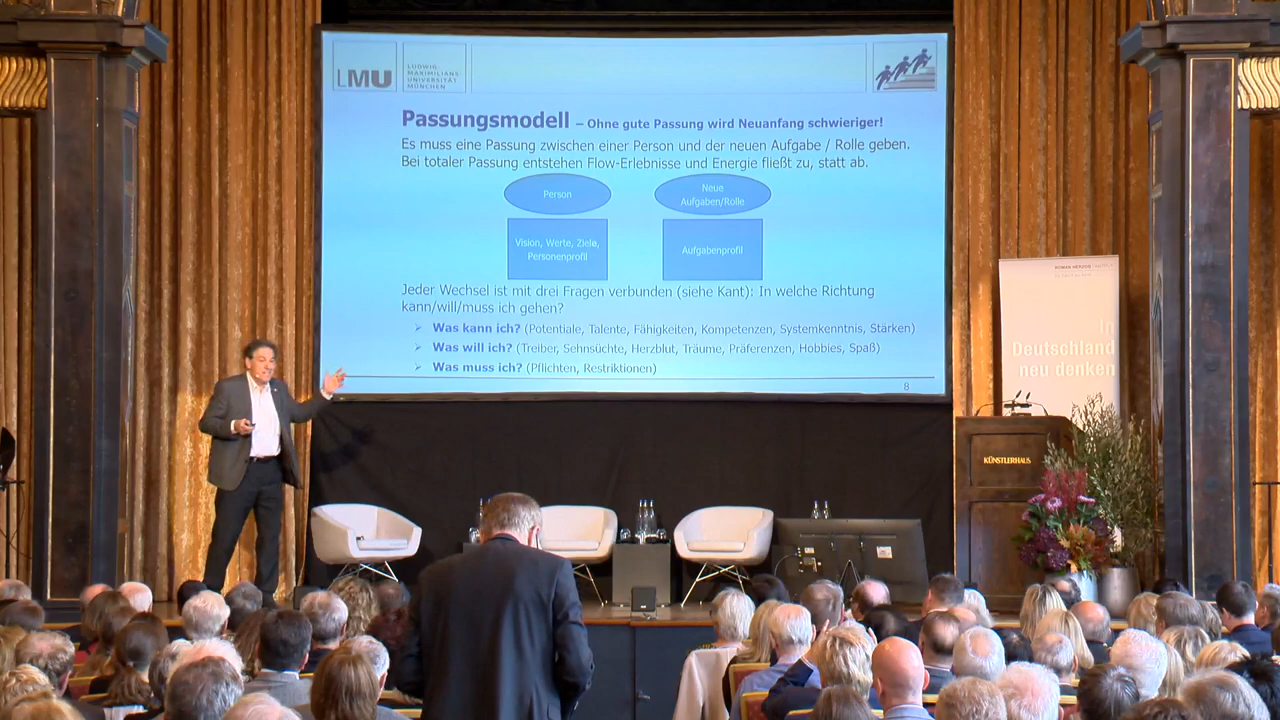 LMU
LUDWIG-
MAXIMILIANS-
UNIVERSITÄT
MÜNCHEN
Passungsmodell – Ohne gute Passung wird Neuanfang schwieriger!
Es muss eine Passung zwischen einer Person und der neuen Aufgabe / Rolle geben.
Bei totaler Passung entstehen Flow-Erlebnisse und Energie fließt zu, statt ab.
Person
Neue
Aufgaben/Rolle
Vision, Werte, Ziele,
Personenprofil
Aufgabenprofil
Jeder Wechsel ist mit drei Fragen verbunden (siehe Kant): In welche Richtung
kann/will/muss ich gehen?
➢ Was kann ich? (Potentiale, Talente, Fähigkeiten, Kompetenzen, Systemkenntnis, Stärken)
➢ Was will ich? (Treiber, Sehnsüchte, Herzblut, Träume, Präferenzen, Hobbies, Spaß)
➢ Was muss ich? (Pflichten, Restriktionen)
8
ROMAN HERZOG INSTITUT
In
Deutschland
neu denken
KÜNSTLERHAUS